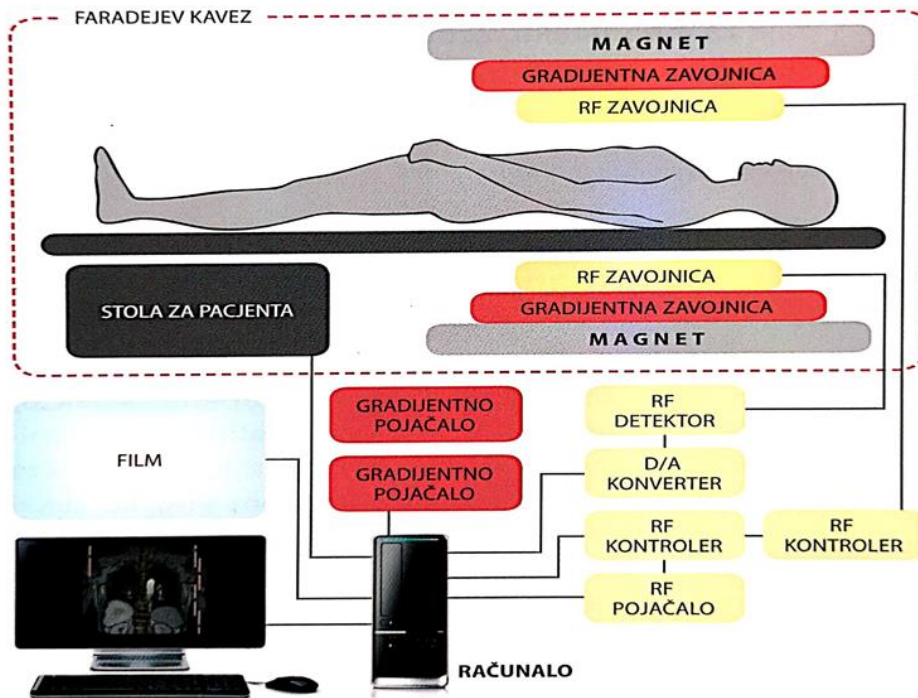 FARADEJEV KAVEZ
MAGNET
GRADIJENTNA ZAVOJNICA
RF ZAVOJNICA
STOLA ZA PACJENTA
RF ZAVOJNICA
GRADIJENTNA ZAVOJNICA
MAGNET
GRADIJENTNO
POJAČALO
RF
DETEKTOR
FILM
GRADIJENTNO
POJAČALO
D/A
KONVERTER
RF
KONTROLER
RF
KONTROLER
RF
POJAČALO
RAČUNALO